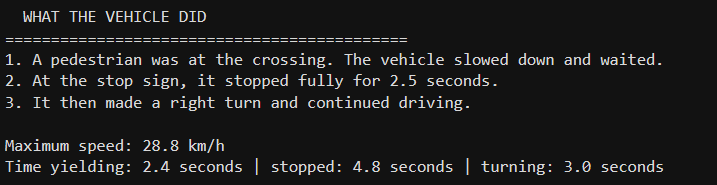 WHAT THE VEHICLE DID
============================================
1. A pedestrian was at the crossing. The vehicle slowed down and waited.
2. At the stop sign, it stopped fully for 2.5 seconds.
3. It then made a right turn and continued driving.
Maximum speed: 28.8 km/h
Time yielding: 2.4 seconds | stopped: 4.8 seconds | turning: 3.0 seconds